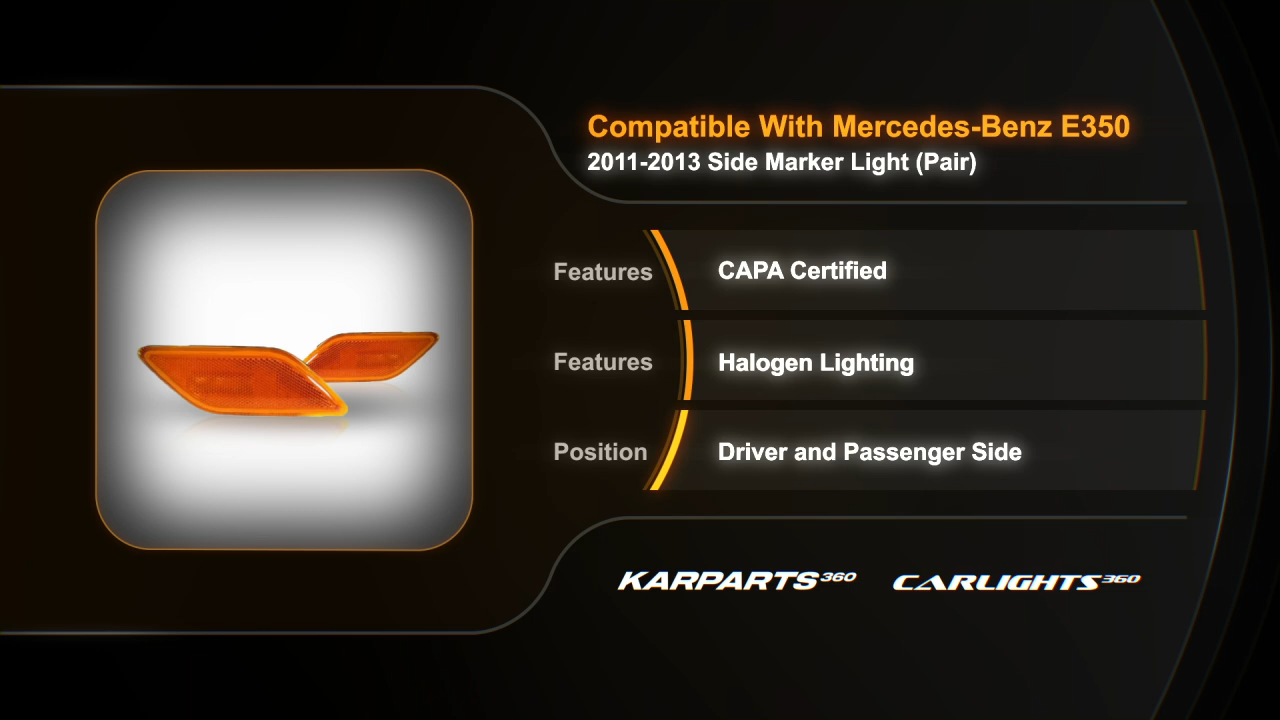 Compatible With Mercedes-Benz E350
2011-2013 Side Marker Light (Pair)
Features CAPA Certified
Features Halogen Lighting
Position Driver and Passenger Side
KARPARTS360 CARLIGHTS360